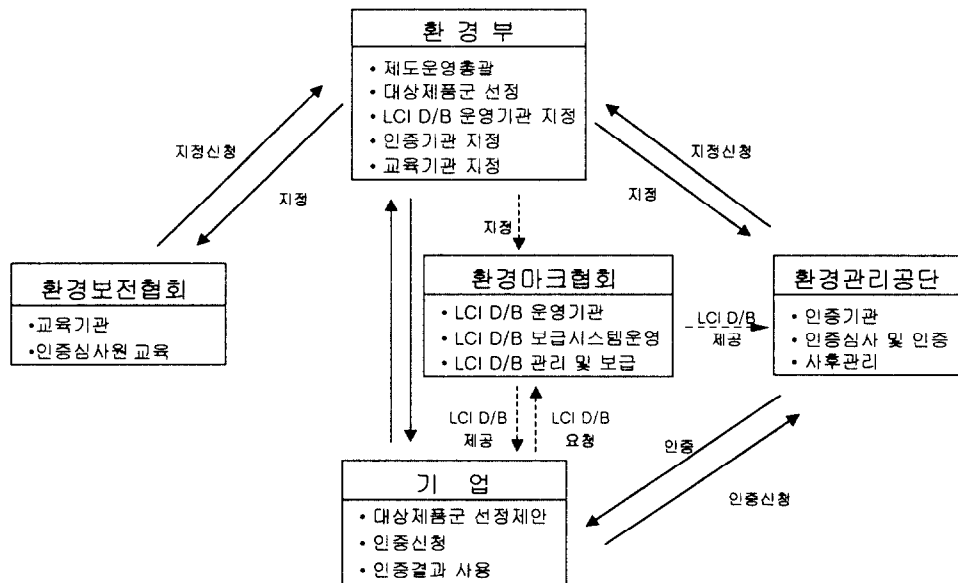 환 경 부
• 제도운영총괄
• 대상제품군 선정
• LCI D/B 운영기관 지정
• 인증기관 지정
• 교육기관 지정
지정신청
지정
지정신청
지정
지정
환경보전협회
•교육기관
•인증심사원 교육
환경마크협회
• LCI D/B 운영기관
• LCI D/B 보급시스템운영
• LCI D/B 관리 및 보급
LCI D/B
제공
환경관리공단
• 인증기관
• 인증심사 및 인증
• 사후관리
LCI D/B
제공
LCI D/B
요청
인증
인증신청
기 업
• 대상제품군 선정제안
• 인증신청
• 인증결과 사용